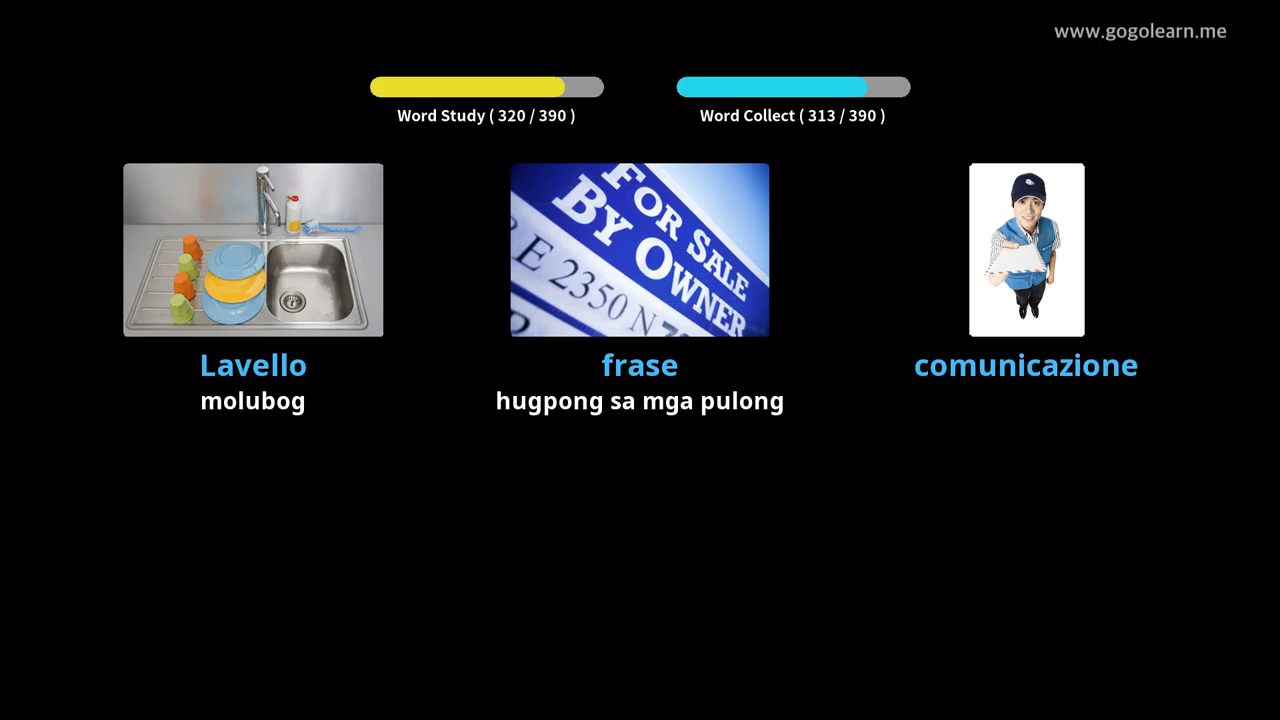 www.gogolearn.me
Word Study ( 320 / 390 )
Word Collect ( 313 / 390 )
FOR SALE
BY OWNER
E 2350 N
Lavello
frase
comunicazione
molubog
hugpong sa mga pulong